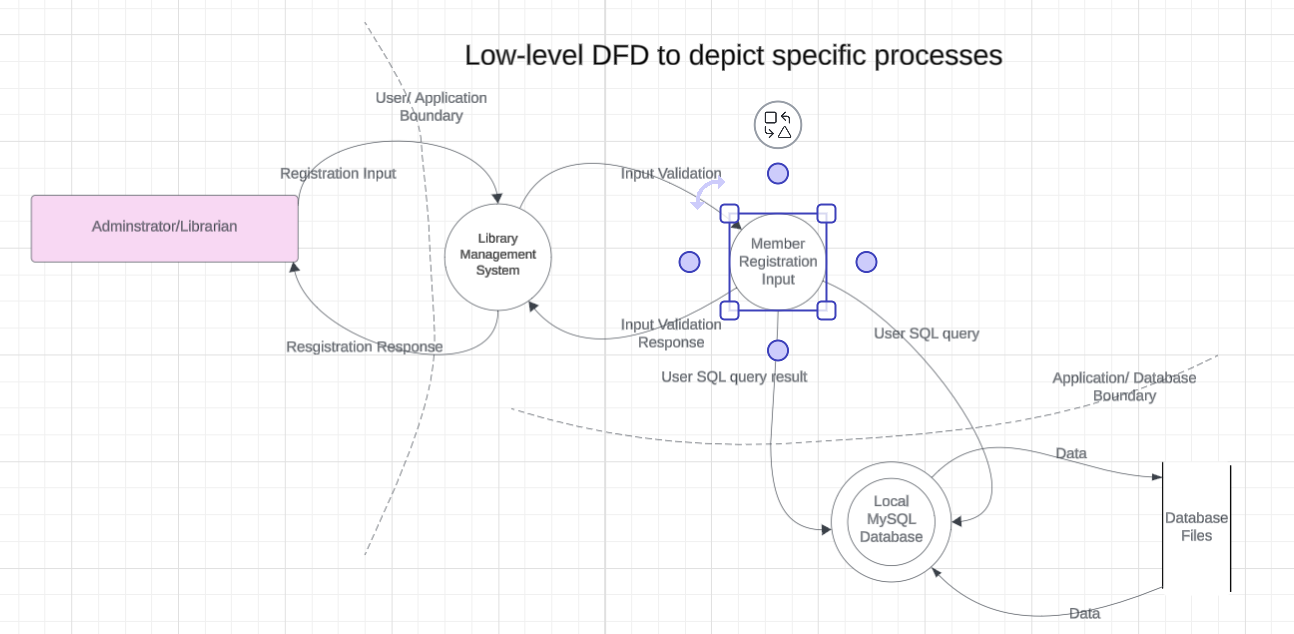 Low-level DFD to depict specific processes
User/ Application
Boundary
Registration Input
Input Validation
Adminstrator/Librarian
Library
Management
System
Member
Registration
Input
Resgistration Response
Input Validation
Response
User SQL query
User SQL query result
Application/ Database
Boundary
Data
Local
MySQL
Database
Database
Files
Data